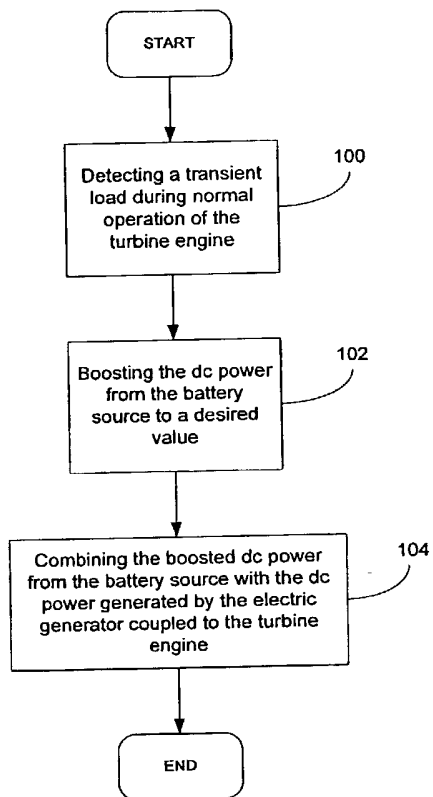 START
100
Detecting a transient
load during normal
operation of the
turbine engine
102
Boosting the dc power
from the battery
source to a desired
value
104
Combining the boosted dc power
from the battery source with the dc
power generated by the electric
generator coupled to the turbine
engine
END